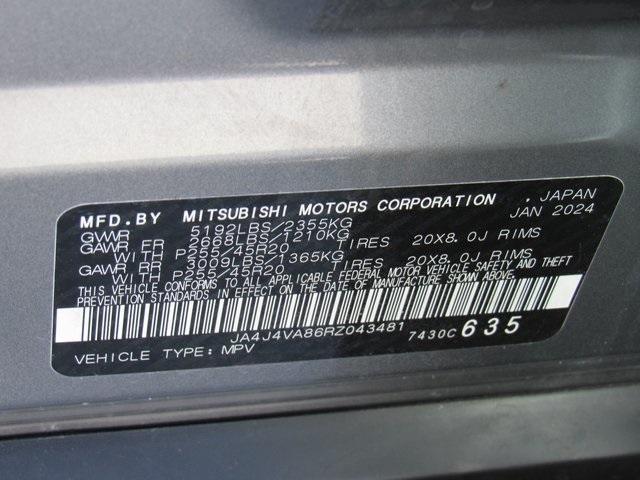 MFD.BY MITSUBISHI MOTORS CORPORATION . JAPAN
JAN 2024
GVWR 5192LBS/2355KG
GAWR FR 2668LBS/1210KG
WITH P255/45R20 TIRES 20X8.0J RIMS
GAWR RR 3009LBS/1365KG
WITH P255/45R20 TIRES 20X8.0J RIMS
THIS VEHICLE CONFORMS TO ALL APPLICABLE FEDERAL MOTOR VEHICLE SAFETY AND THEFT
PREVENTION STANDARDS IN EFFECT ON THE DATE OF MANUFACTURE SHOWN ABOVE.
JA4J4VA86RZ043481 7430C 635
VEHICLE TYPE: MPV